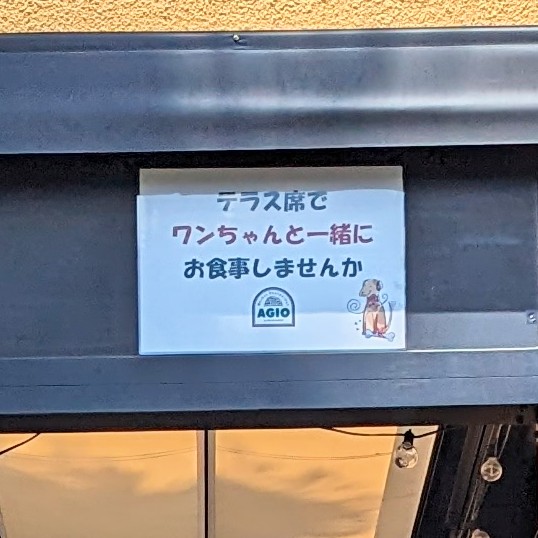 テラス席で
ワンちゃんと一緒に
お食事しませんか
AGIO